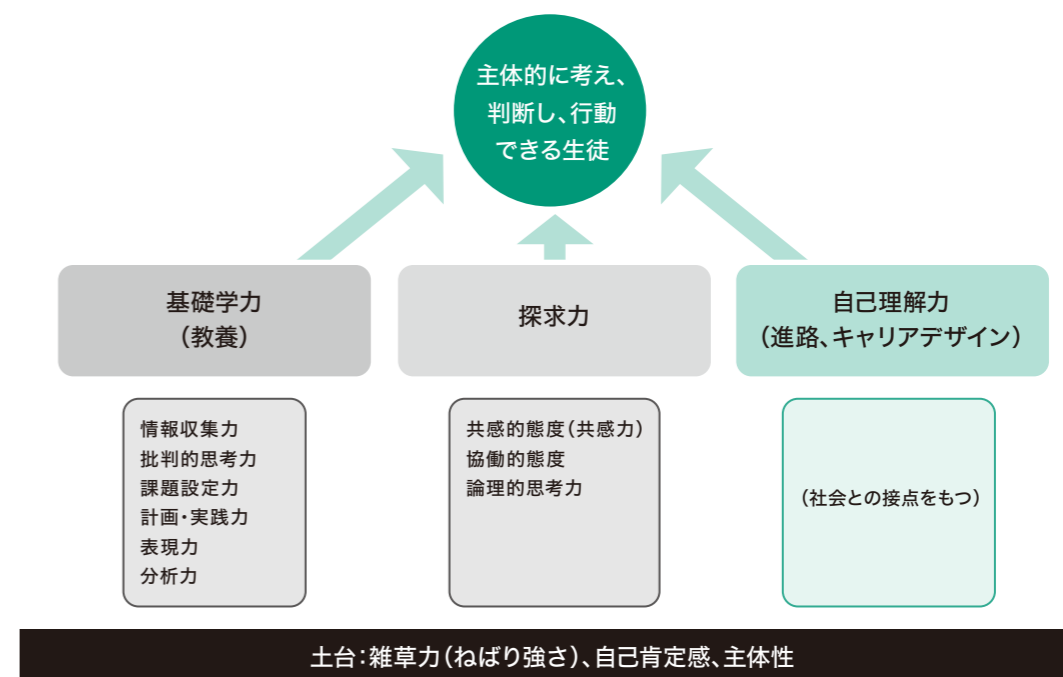 主体的に考え、
判断し、行動
できる生徒
基礎学力
（教養）
探求力
自己理解力
（進路、キャリアデザイン）
情報収集力
批判的思考力
課題設定力
計画・実践力
表現力
分析力
共感的態度（共感力）
協働的態度
論理的思考力
（社会との接点をもつ）
土台：雑草力（ねばり強さ）、自己肯定感、主体性